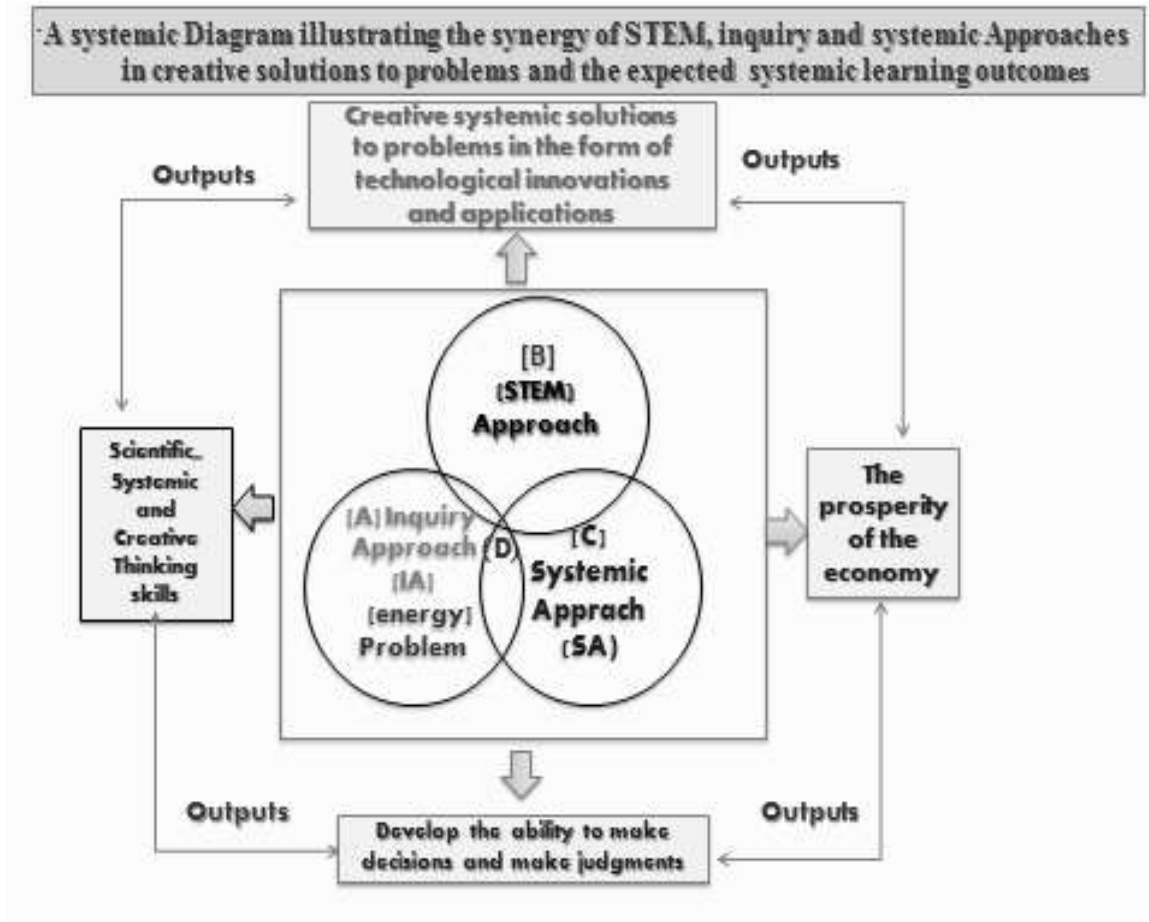 A systemic Diagram illustrating the synergy of STEM, inquiry and systemic Approaches
in creative solutions to problems and the expected systemic learning outcomes
Creative systemic solutions
to problems in the form of
technological innovations
and applications
Outputs
Outputs
[B]
(STEM)
Approach
Scientific,
Systemic
and
Creative
Thinking
skills
[A] Inquiry
Approach
[IA]
[energy]
Problem
(D)
[C]
Systemic
Apprach
(SA)
The
prosperity
of the
economy
Outputs
Outputs
Develop the ability to make
decisions and make judgments